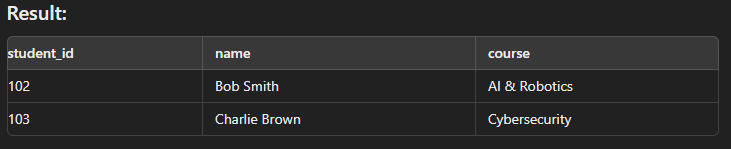 Result:
student_id name course
102 Bob Smith AI & Robotics
103 Charlie Brown Cybersecurity